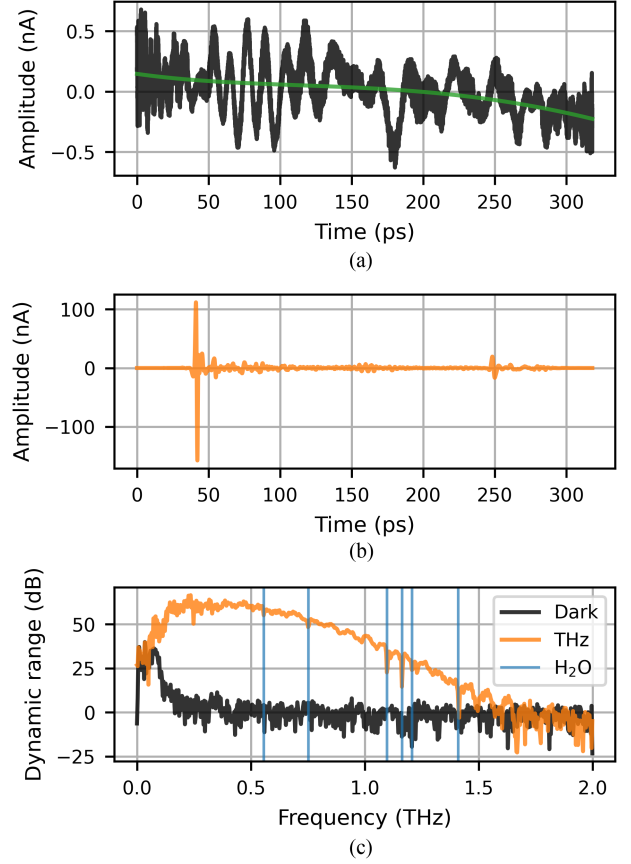 Amplitude (nA)
0.5
0.0
−0.5
0 50 100 150 200 250 300
Time (ps)
(a)
Amplitude (nA)
100
0
−100
0 50 100 150 200 250 300
Time (ps)
(b)
Dynamic range (dB)
50
25
0
−25
Dark
THz
H₂O
0.0 0.5 1.0 1.5 2.0
Frequency (THz)
(c)